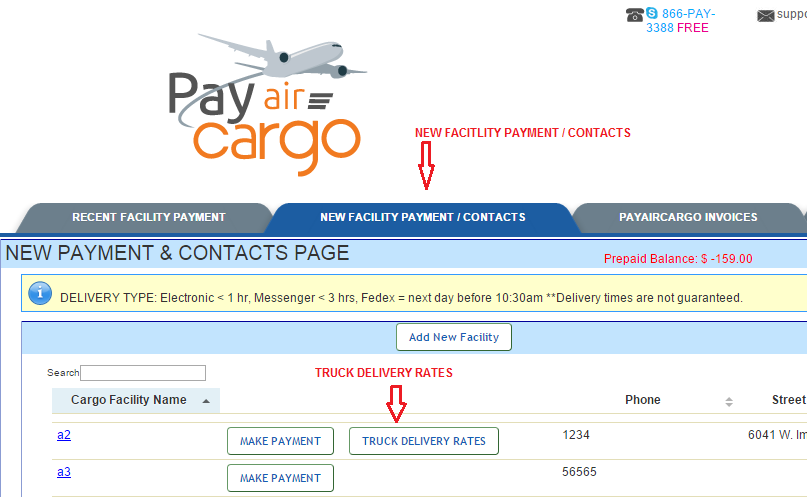 866-PAY-
3388 FREE
suppo
Pay air
cargo
NEW FACITLITY PAYMENT / CONTACTS
RECENT FACILITY PAYMENT
NEW FACILITY PAYMENT / CONTACTS
PAYAIRCARGO INVOICES
NEW PAYMENT & CONTACTS PAGE
Prepaid Balance: $ -159.00
DELIVERY TYPE: Electronic < 1 hr, Messenger < 3 hrs, Fedex = next day before 10:30am **Delivery times are not guaranteed.
Add New Facility
Search
TRUCK DELIVERY RATES
Cargo Facility Name Phone Street
a2 MAKE PAYMENT TRUCK DELIVERY RATES 1234 6041 W. Im
a3 MAKE PAYMENT 56565